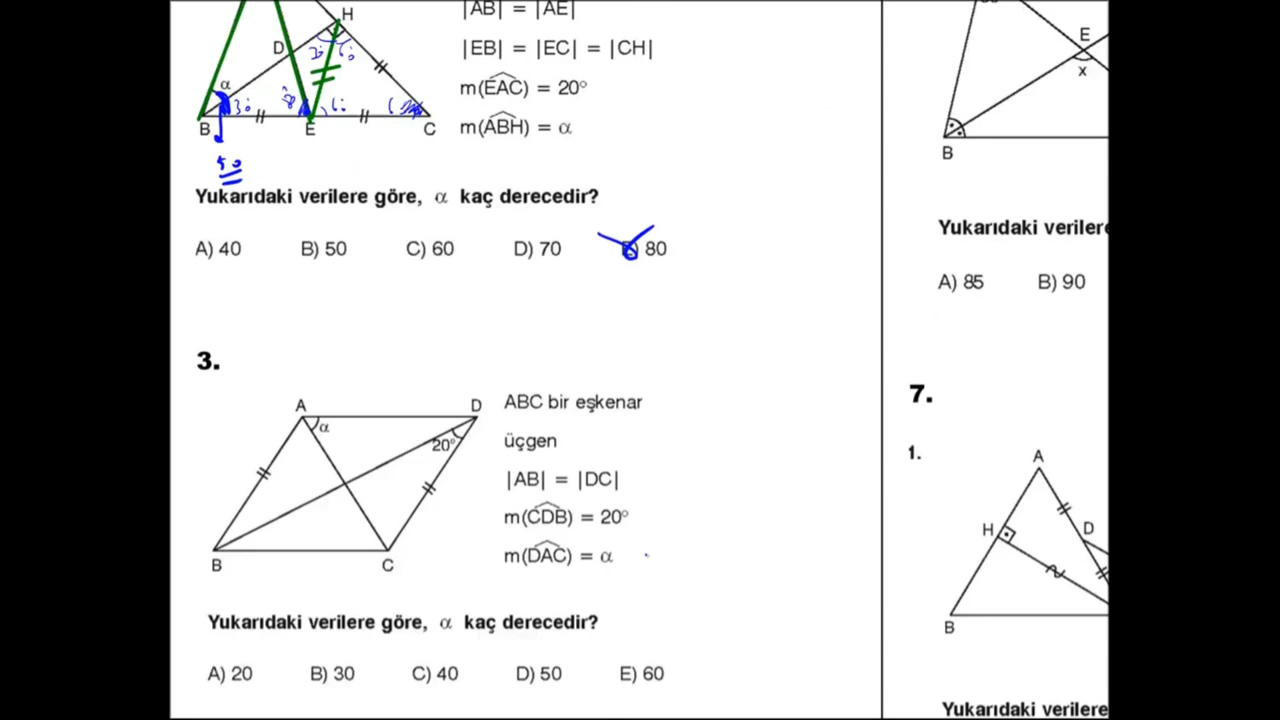 H
|AB| = |AE|
D
|EB| = |EC| = |CH|
α
m(EAC) = 20°
B
E
C
m(ABH) = α
Yukarıdaki verilere göre, α kaç derecedir?
A) 40 B) 50 C) 60 D) 70 E) 80
3.
A
D
α
20°
B
C
ABC bir eşkenar
üçgen
|AB| = |DC|
m(CDB) = 20°
m(DAC) = α
Yukarıdaki verilere göre, α kaç derecedir?
A) 20 B) 30 C) 40 D) 50 E) 60
E
x
B
Yukarıdaki verilere
A) 85 B) 90
7.
1.
A
H
D
B
Yukarıdaki verilere